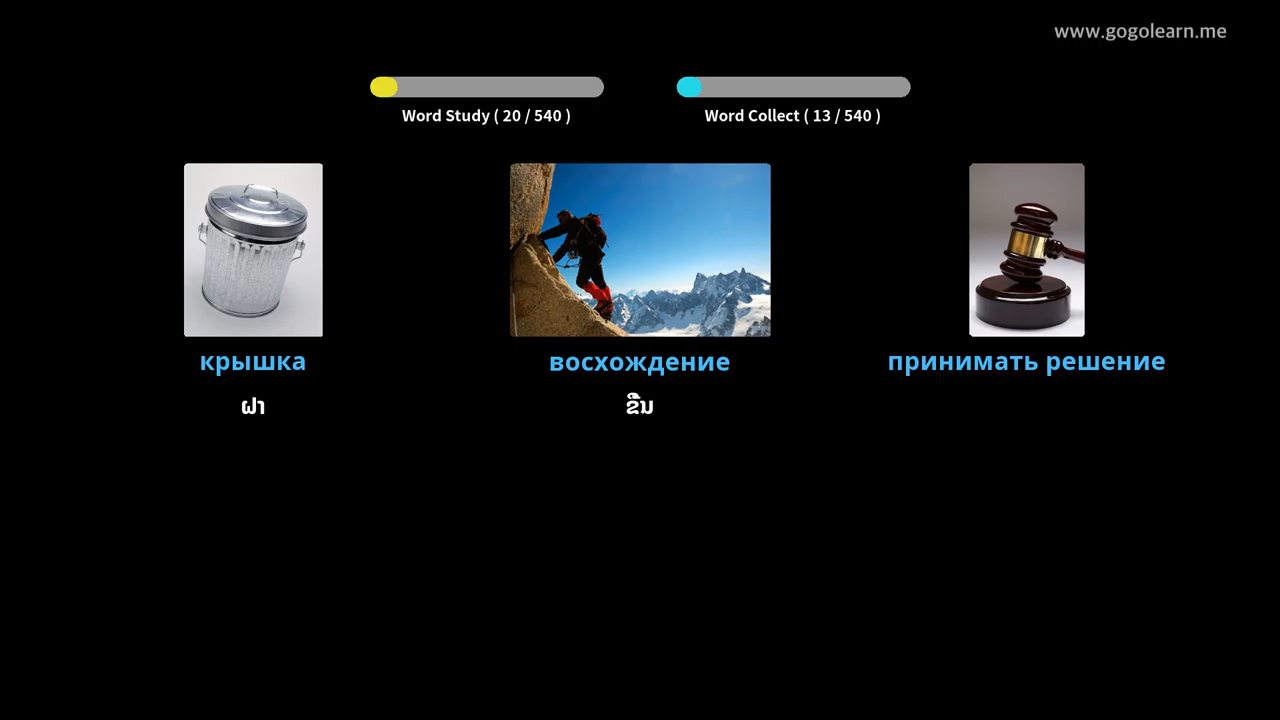 www.gogolearn.me
Word Study ( 20 / 540 )
Word Collect ( 13 / 540 )
крышка
восхождение
принимать решение
ຝາ
ຂຶ້ນ